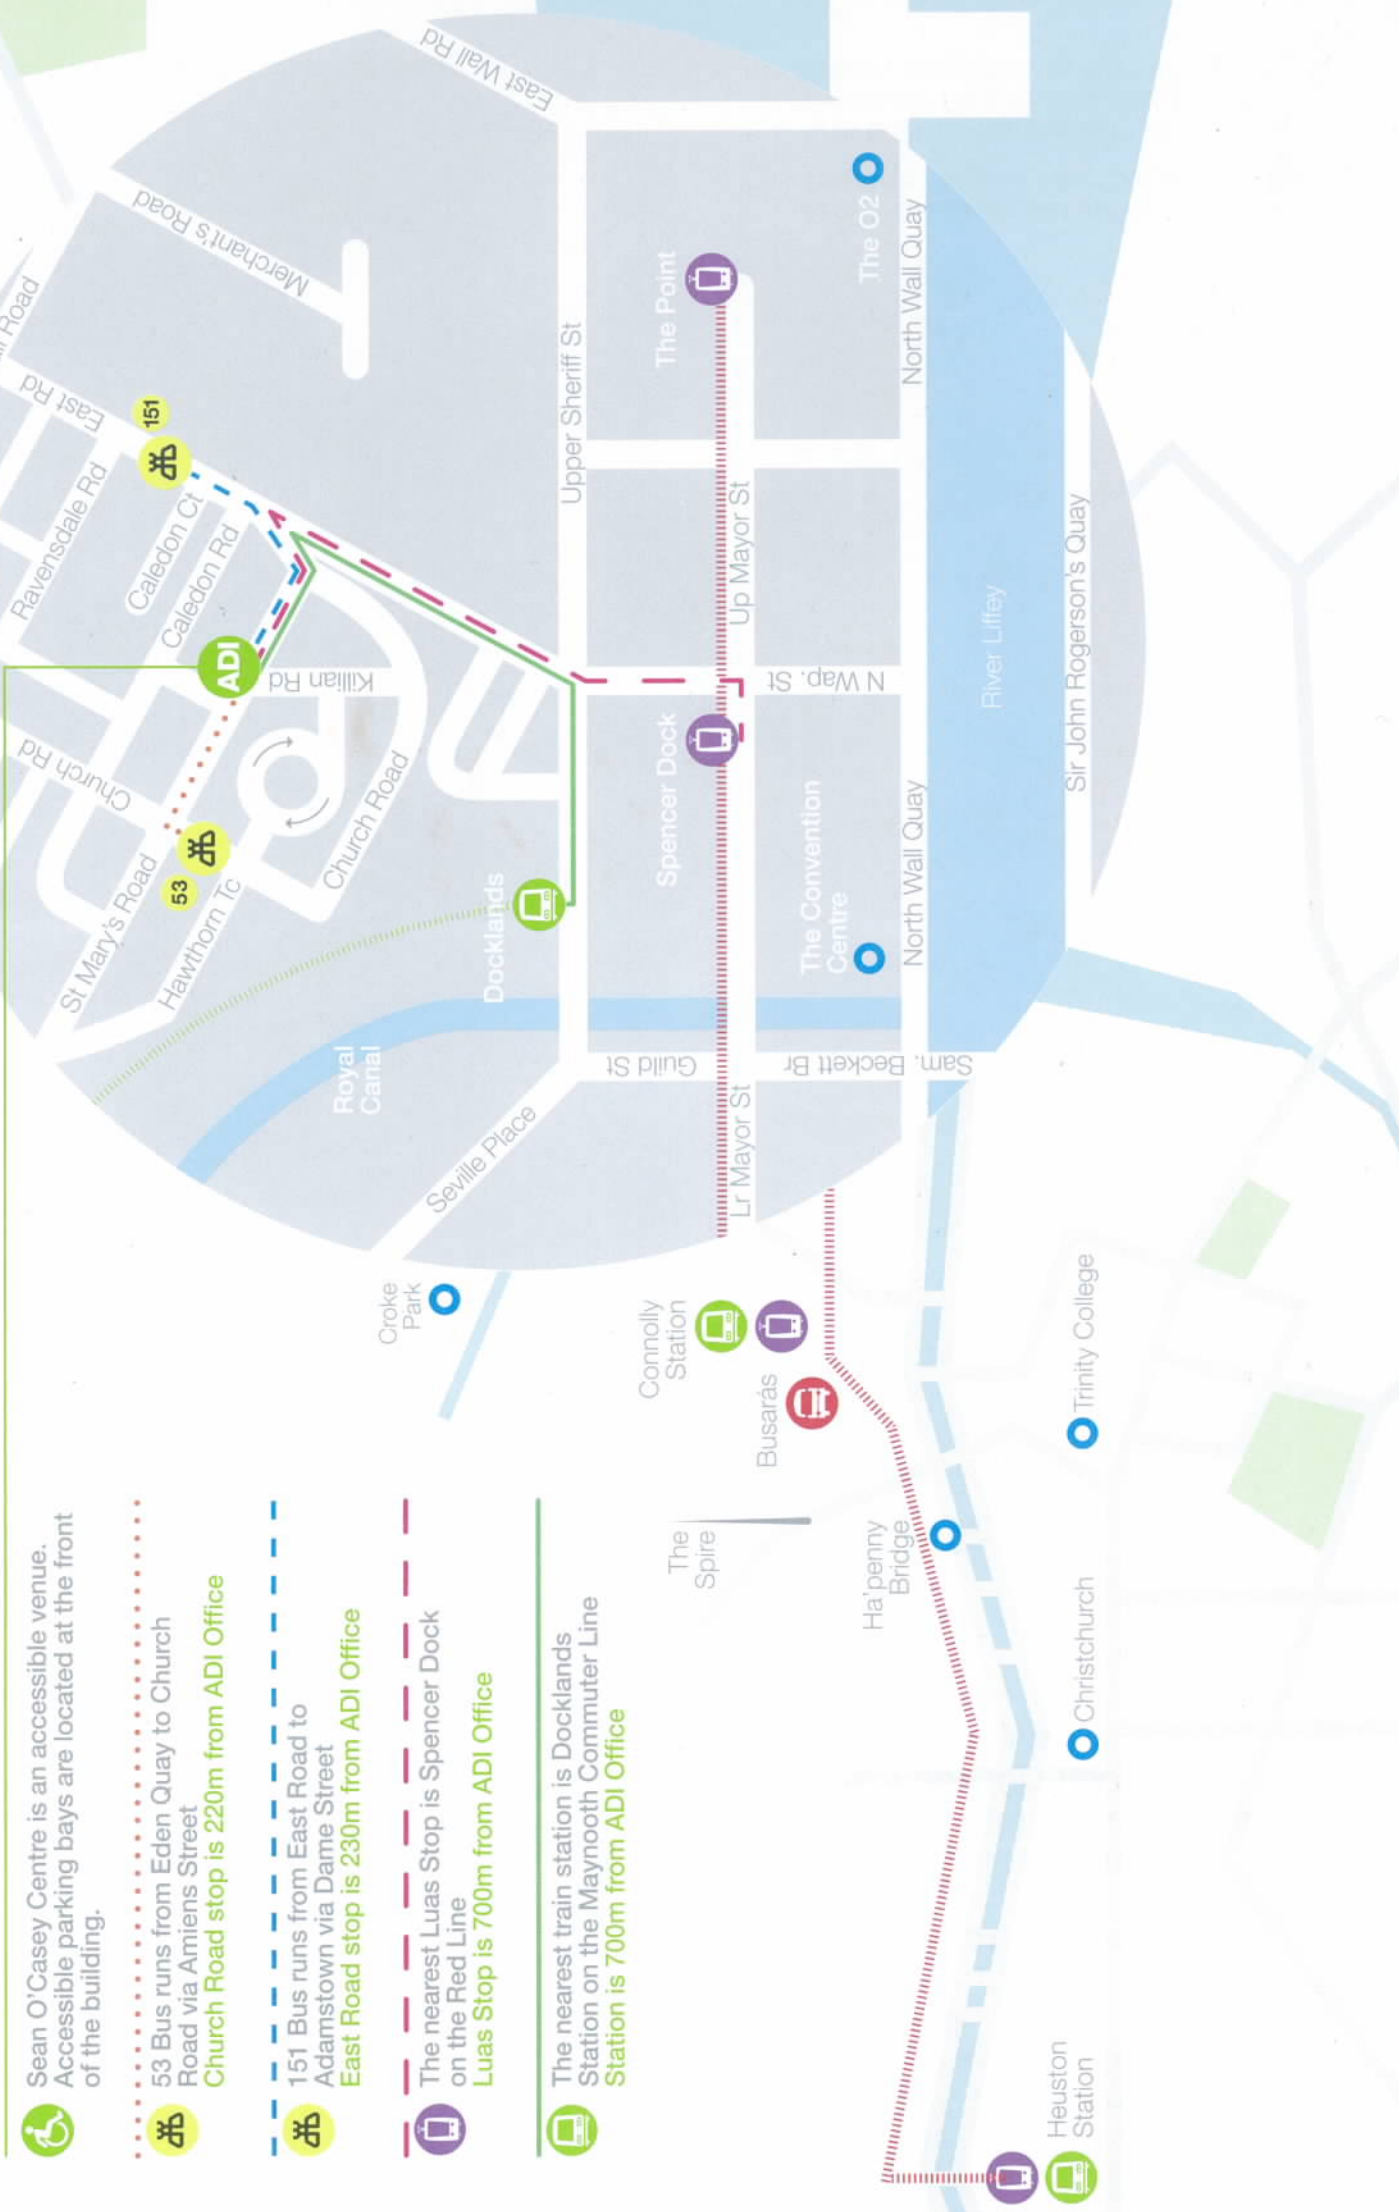 Sean O'Casey Centre is an accessible venue.
Accessible parking bays are located at the front
of the building.
53 Bus runs from Eden Quay to Church
Road via Amiens Street
Church Road stop is 220m from ADI Office
151 Bus runs from East Road to
Adamstown via Dame Street
East Road stop is 230m from ADI Office
The nearest Luas Stop is Spencer Dock
on the Red Line
Luas Stop is 700m from ADI Office
The nearest train station is Docklands
Station on the Maynooth Commuter Line
Station is 700m from ADI Office
Heuston
Station
Christchurch
Trinity College
Ha'penny
Bridge
The
Spire
Busarás
Connolly
Station
Croke
Park
Seville Place
Royal
Canal
Docklands
St Mary's Road
Hawthorn Tc
53
Church Rd
Church Road
Killian Rd
ADI
Caledon Rd
Caledon Ct
Ravensdale Rd
151
East Rd
Road
Merchant's Road
East Wall Rd
Upper Sheriff St
The Point
The O2
North Wall Quay
Up Mayor St
N Wap. St
Spencer Dock
The Convention
Centre
North Wall Quay
Guild St
Sam. Beckett Br
Lr Mayor St
River Liffey
Sir John Rogerson's Quay